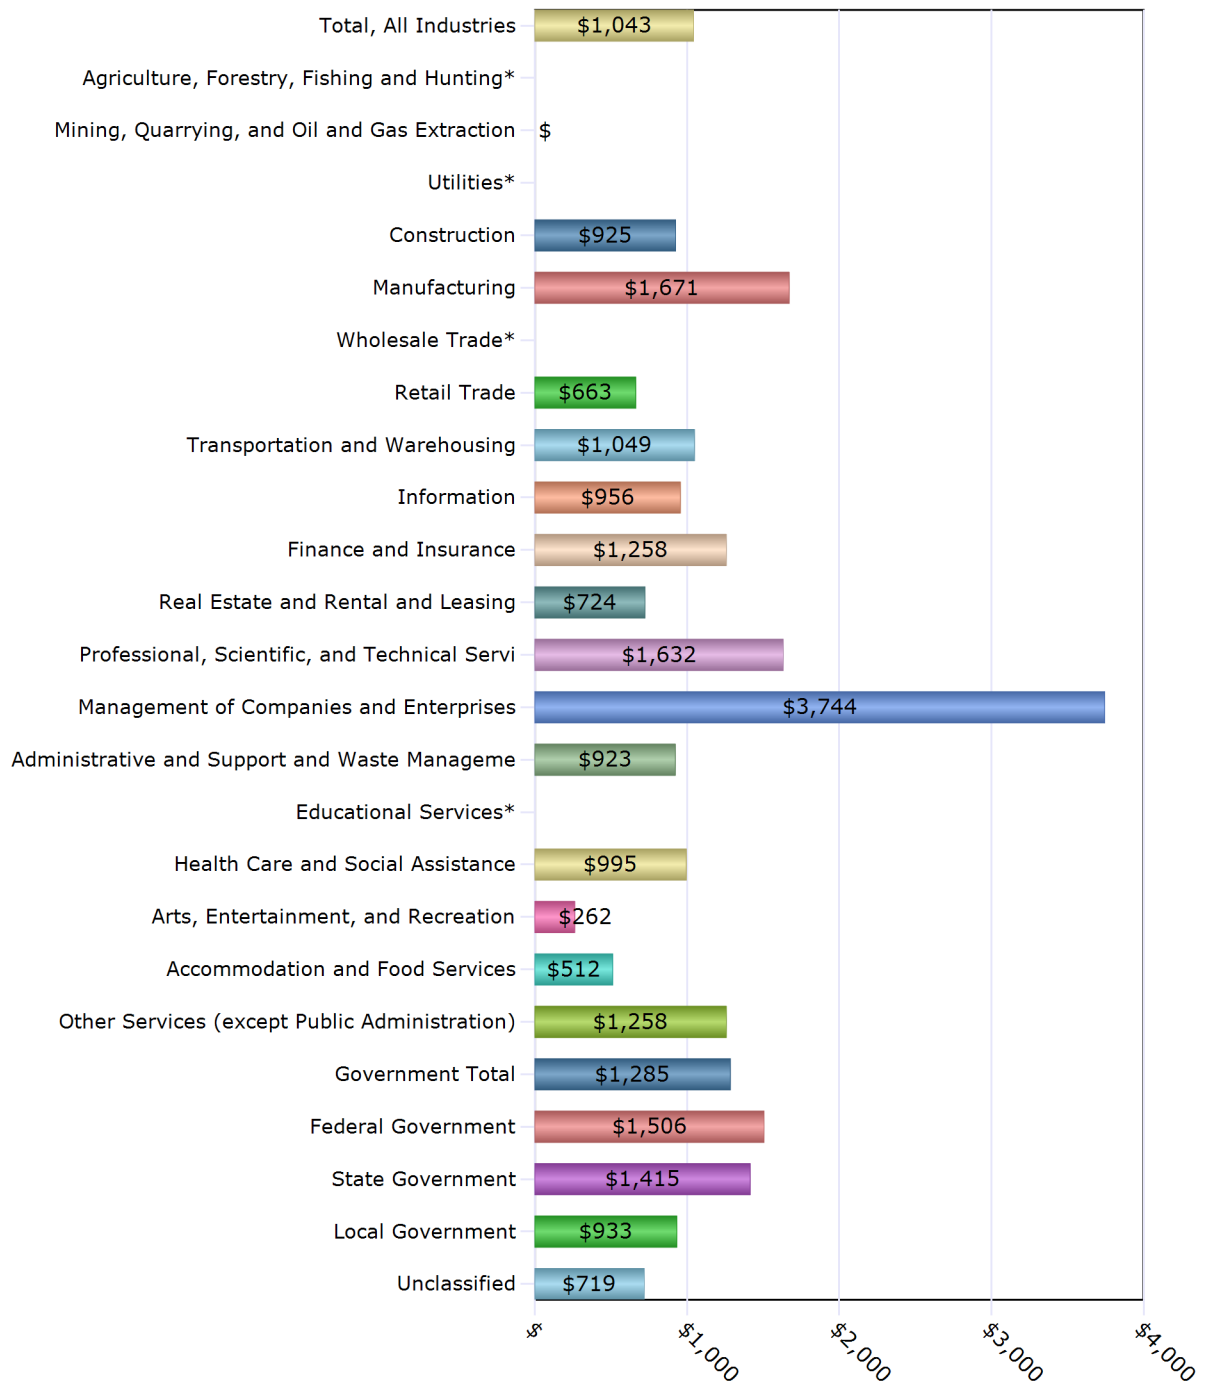 Total, All Industries $1,043
Agriculture, Forestry, Fishing and Hunting*
Mining, Quarrying, and Oil and Gas Extraction $
Utilities*
Construction $925
Manufacturing $1,671
Wholesale Trade*
Retail Trade $663
Transportation and Warehousing $1,049
Information $956
Finance and Insurance $1,258
Real Estate and Rental and Leasing $724
Professional, Scientific, and Technical Servi $1,632
Management of Companies and Enterprises $3,744
Administrative and Support and Waste Manageme $923
Educational Services*
Health Care and Social Assistance $995
Arts, Entertainment, and Recreation $262
Accommodation and Food Services $512
Other Services (except Public Administration) $1,258
Government Total $1,285
Federal Government $1,506
State Government $1,415
Local Government $933
Unclassified $719
$ $1,000 $2,000 $3,000 $4,000